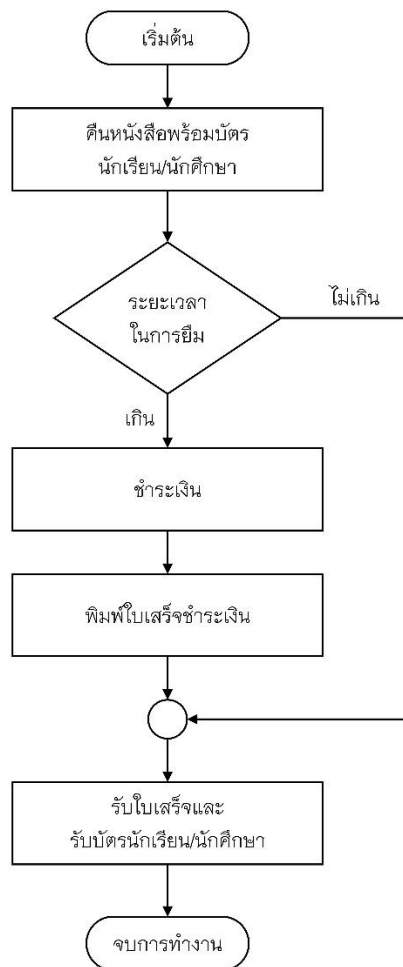 เริ่มต้น
คืนหนังสือพร้อมบัตร
นักเรียน/นักศึกษา
ระยะเวลา
ในการยืม
ไม่เกิน
เกิน
ชำระเงิน
พิมพ์ใบเสร็จชำระเงิน
รับใบเสร็จและ
รับบัตรนักเรียน/นักศึกษา
จบการทำงาน